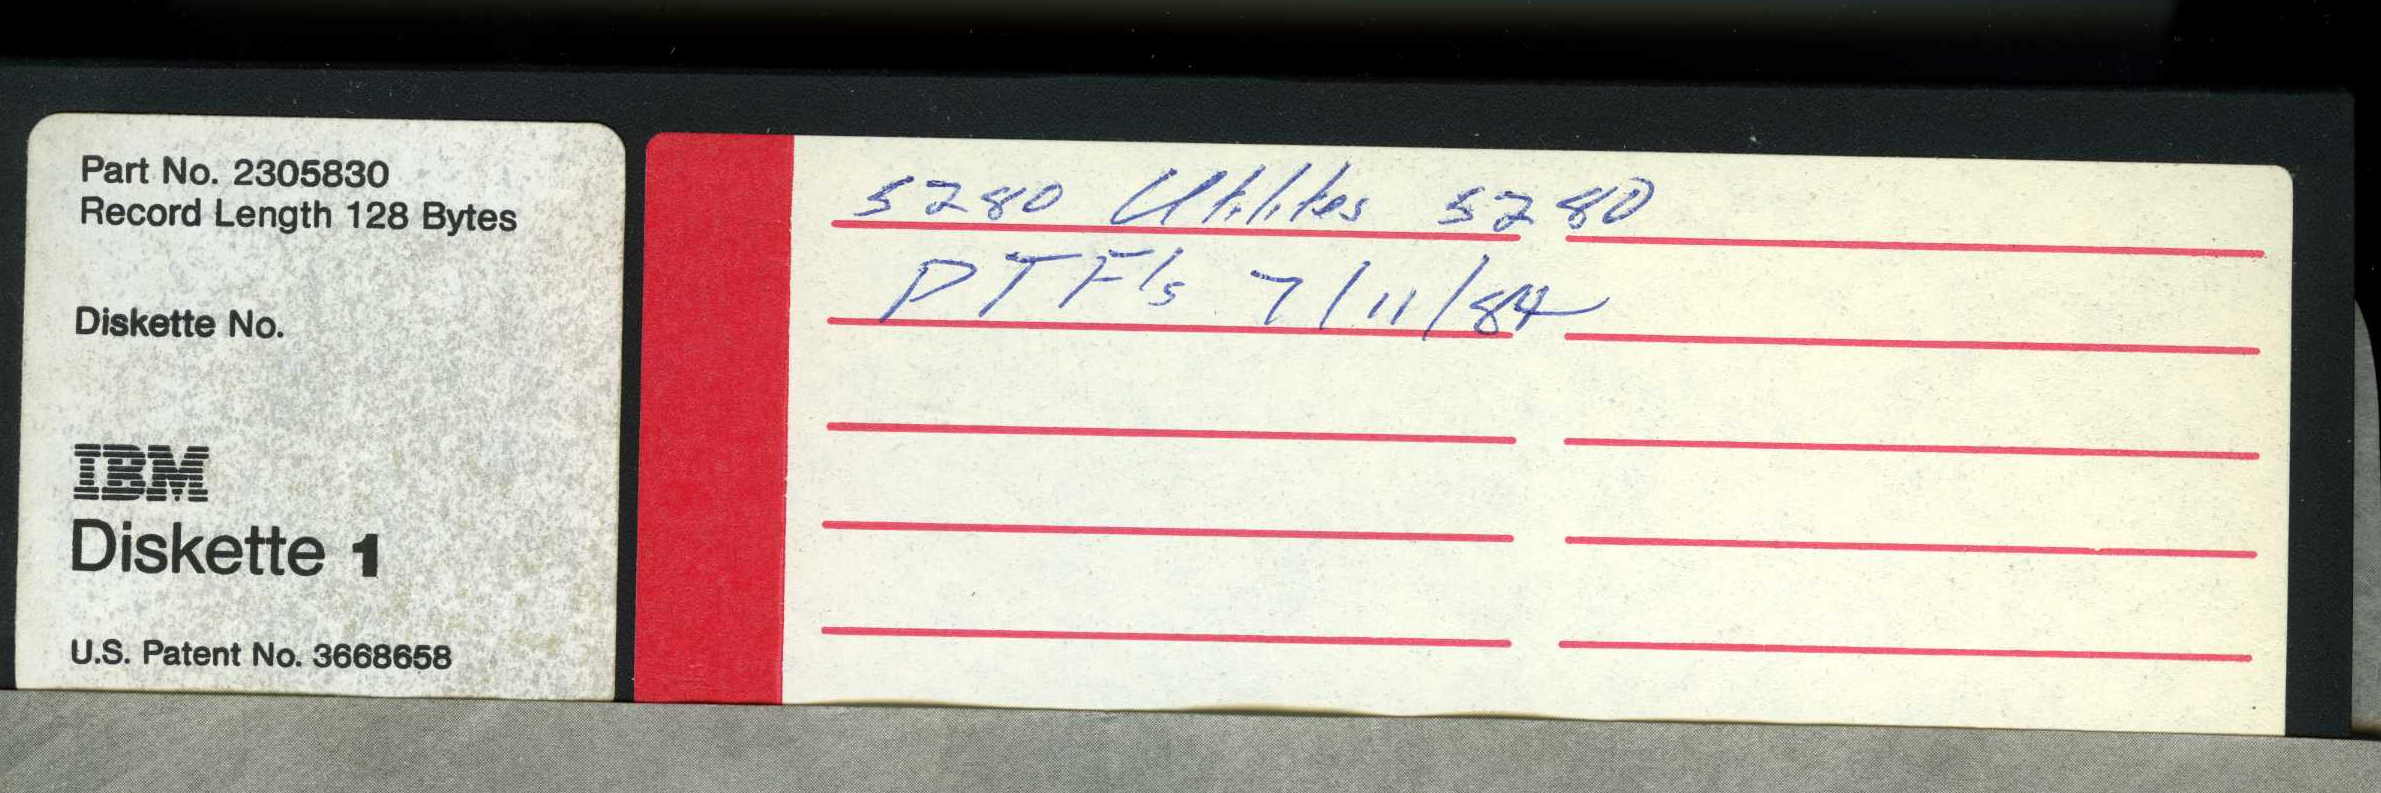 Part No. 2305830
Record Length 128 Bytes
Diskette No.
IBM
Diskette 1
U.S. Patent No. 3668658
5280 Utilites 5280
PTF's 7/11/84